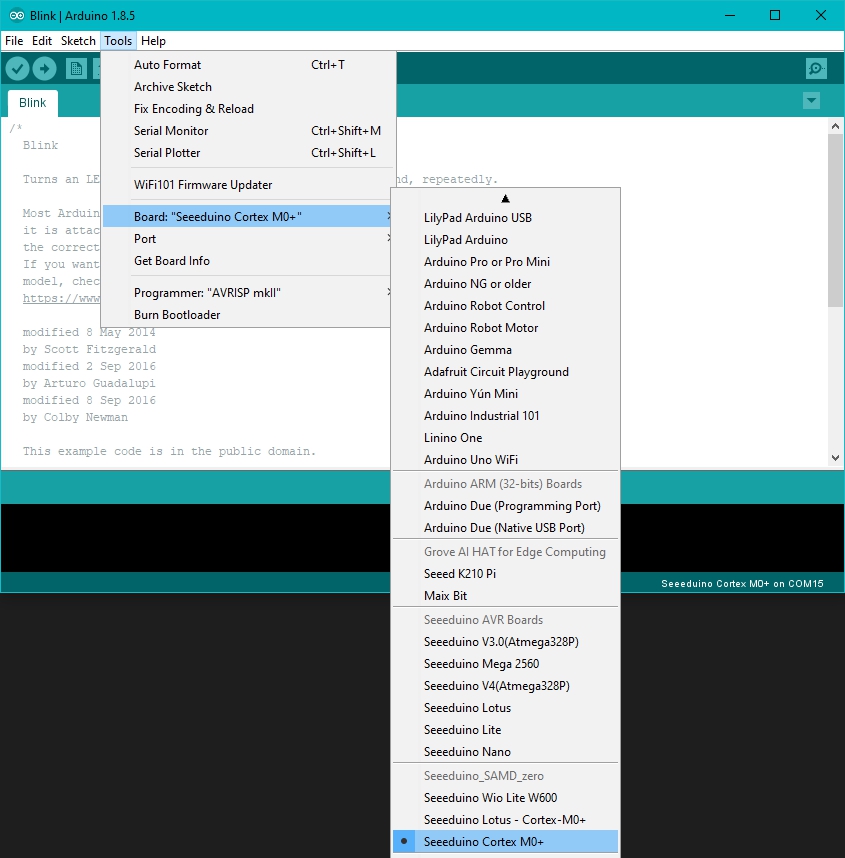 Blink | Arduino 1.8.5
File Edit Sketch Tools Help
Blink
/*
Blink
Turns an LE
nd, repeatedly.
Most Arduin
it is attac
the correct
If you want
model, chec
https://www
modified 8 May 2014
by Scott Fitzgerald
modified 2 Sep 2016
by Arturo Guadalupi
modified 8 Sep 2016
by Colby Newman
This example code is in the public domain.
Auto Format Ctrl+T
Archive Sketch
Fix Encoding & Reload
Serial Monitor Ctrl+Shift+M
Serial Plotter Ctrl+Shift+L
WiFi101 Firmware Updater
Board: "Seeeduino Cortex M0+"
Port
Get Board Info
Programmer: "AVRISP mkII"
Burn Bootloader
LilyPad Arduino USB
LilyPad Arduino
Arduino Pro or Pro Mini
Arduino NG or older
Arduino Robot Control
Arduino Robot Motor
Arduino Gemma
Adafruit Circuit Playground
Arduino Yún Mini
Arduino Industrial 101
Linino One
Arduino Uno WiFi
Arduino ARM (32-bits) Boards
Arduino Due (Programming Port)
Arduino Due (Native USB Port)
Grove AI HAT for Edge Computing
Seeed K210 Pi
Maix Bit
Seeeduino AVR Boards
Seeeduino V3.0(Atmega328P)
Seeeduino Mega 2560
Seeeduino V4(Atmega328P)
Seeeduino Lotus
Seeeduino Lite
Seeeduino Nano
Seeeduino_SAMD_zero
Seeeduino Wio Lite W600
Seeeduino Lotus - Cortex-M0+
Seeeduino Cortex M0+
Seeeduino Cortex M0+ on COM15